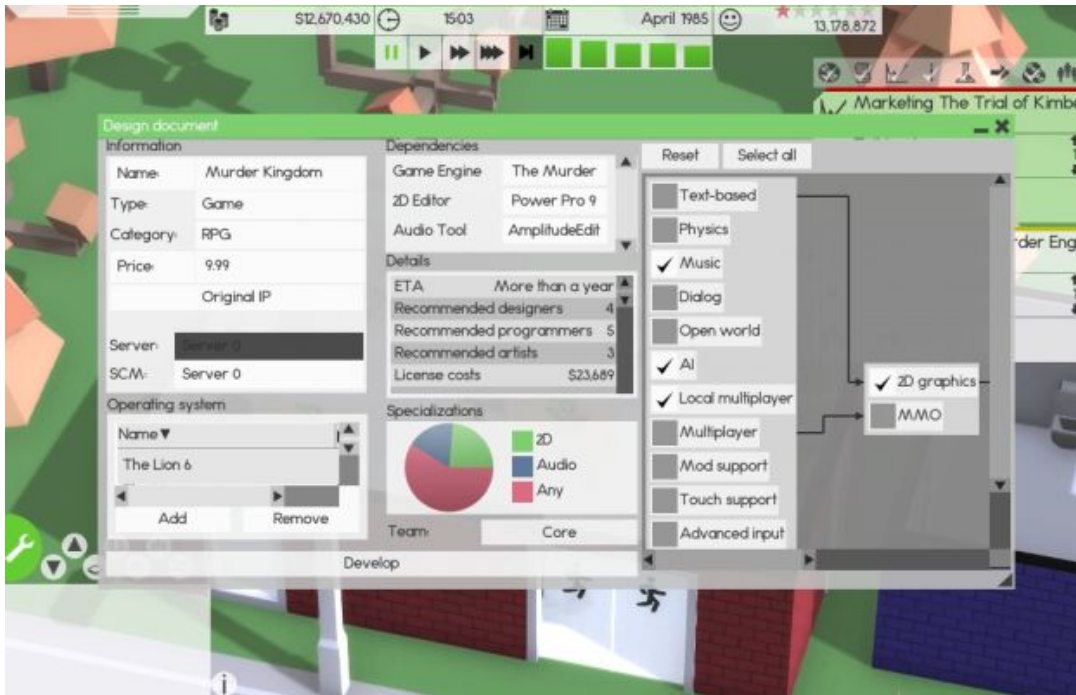 $12,670,430
1503
April 1985
13,178,872
Marketing The Trial of Kimbe
Design document
Information
Name:
Murder Kingdom
Type:
Game
Category:
RPG
Price:
9.99
Original IP
Server:
Server 0
SCM:
Server 0
Operating system
Name▼
The Lion 6
Add
Remove
Dependencies
Game Engine
The Murder
2D Editor
Power Pro 9
Audio Tool
AmplitudeEdit
Details
ETA
More than a year
Recommended designers 4
Recommended programmers 5
Recommended artists 3
License costs $23,689
Specializations
2D
Audio
Any
Team:
Core
Develop
Reset
Select all
Text-based
Physics
Music
Dialog
Open world
AI
Local multiplayer
Multiplayer
Mod support
Touch support
Advanced input
2D graphics
MMO
der Eng